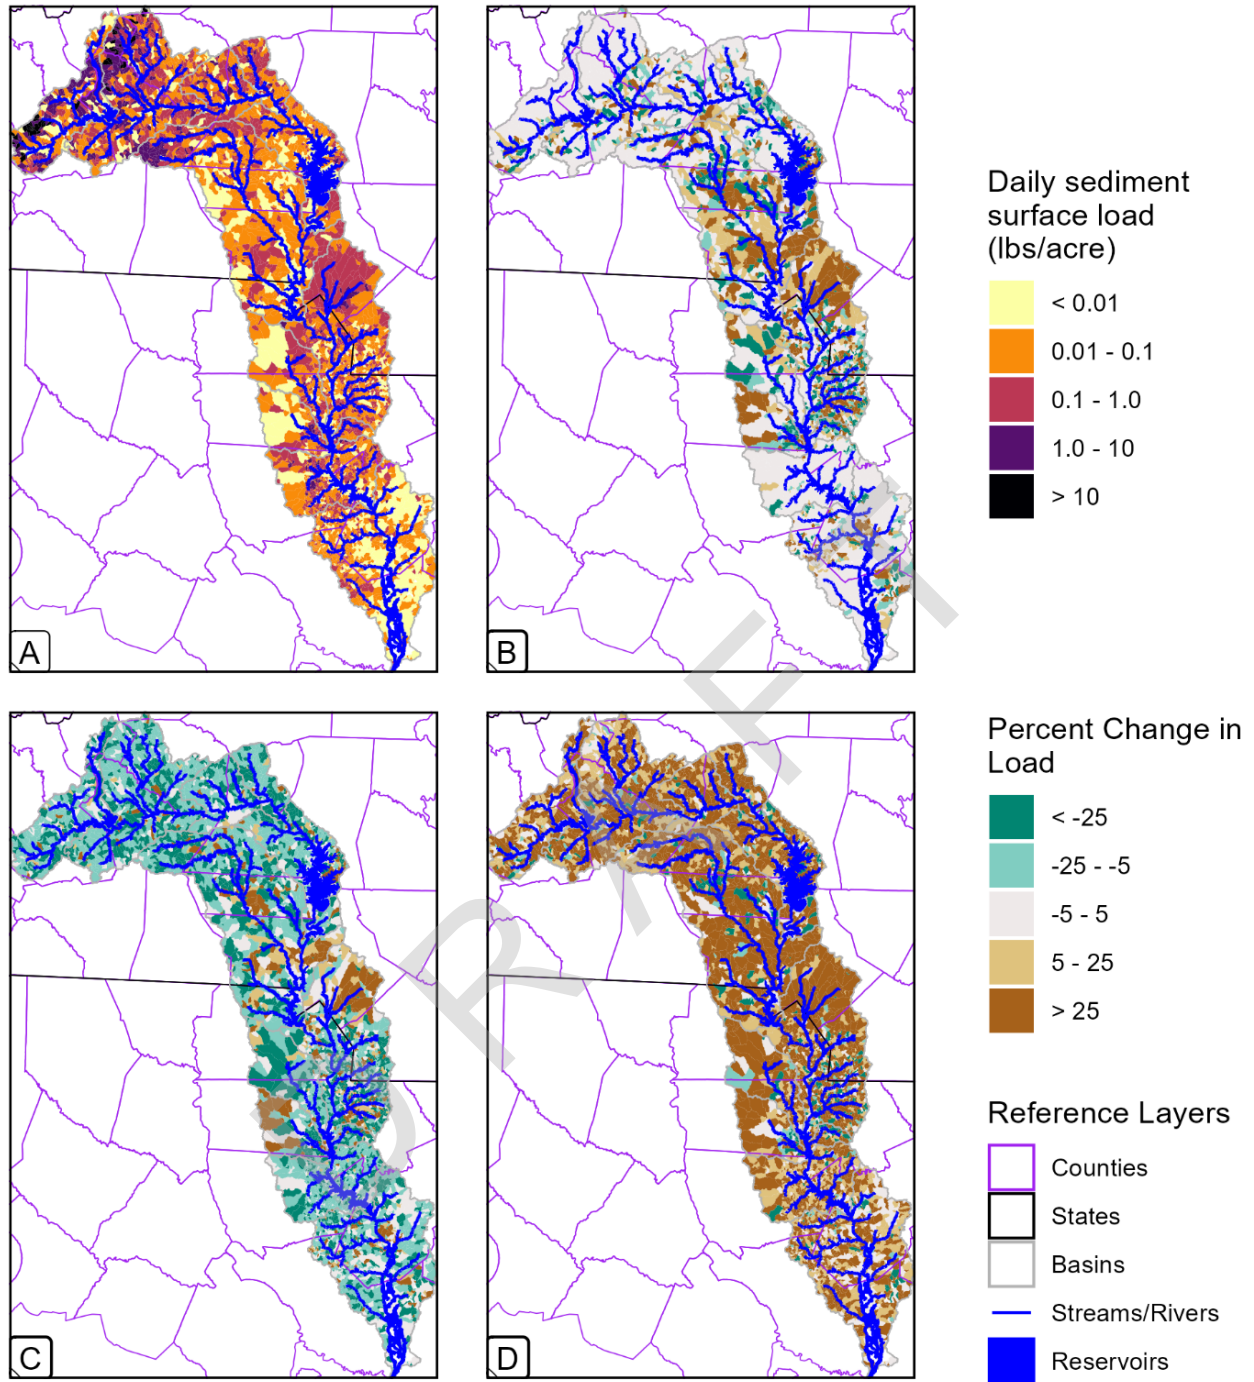 A
B
Daily sediment
surface load
(lbs/acre)
< 0.01
0.01 - 0.1
0.1 - 1.0
1.0 - 10
> 10
DRAFT
C
D
Percent Change in
Load
< -25
-25 - -5
-5 - 5
5 - 25
> 25
Reference Layers
Counties
States
Basins
Streams/Rivers
Reservoirs